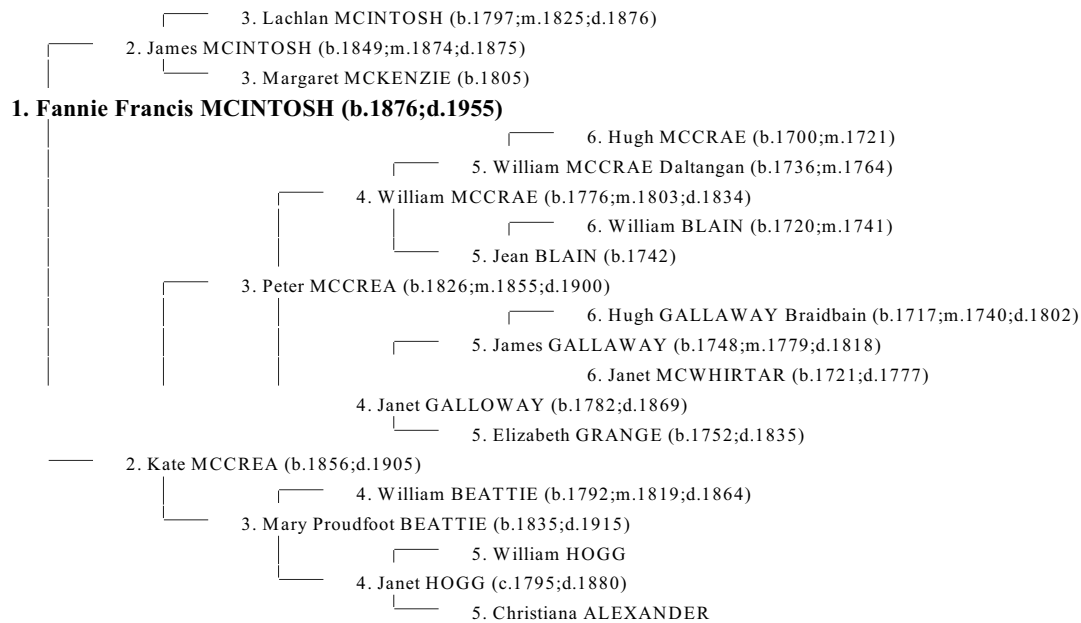 3. Lachlan MCINTOSH (b.1797;m.1825;d.1876)
2. James MCINTOSH (b.1849;m.1874;d.1875)
3. Margaret MCKENZIE (b.1805)
1. Fannie Francis MCINTOSH (b.1876;d.1955)
6. Hugh MCCRAE (b.1700;m.1721)
5. William MCCRAE Daltangan (b.1736;m.1764)
4. William MCCRAE (b.1776;m.1803;d.1834)
6. William BLAIN (b.1720;m.1741)
5. Jean BLAIN (b.1742)
3. Peter MCCREA (b.1826;m.1855;d.1900)
6. Hugh GALLAWAY Braidbain (b.1717;m.1740;d.1802)
5. James GALLAWAY (b.1748;m.1779;d.1818)
6. Janet MCWHIRTAR (b.1721;d.1777)
4. Janet GALLOWAY (b.1782;d.1869)
5. Elizabeth GRANGE (b.1752;d.1835)
2. Kate MCCREA (b.1856;d.1905)
4. William BEATTIE (b.1792;m.1819;d.1864)
3. Mary Proudfoot BEATTIE (b.1835;d.1915)
5. William HOGG
4. Janet HOGG (c.1795;d.1880)
5. Christiana ALEXANDER